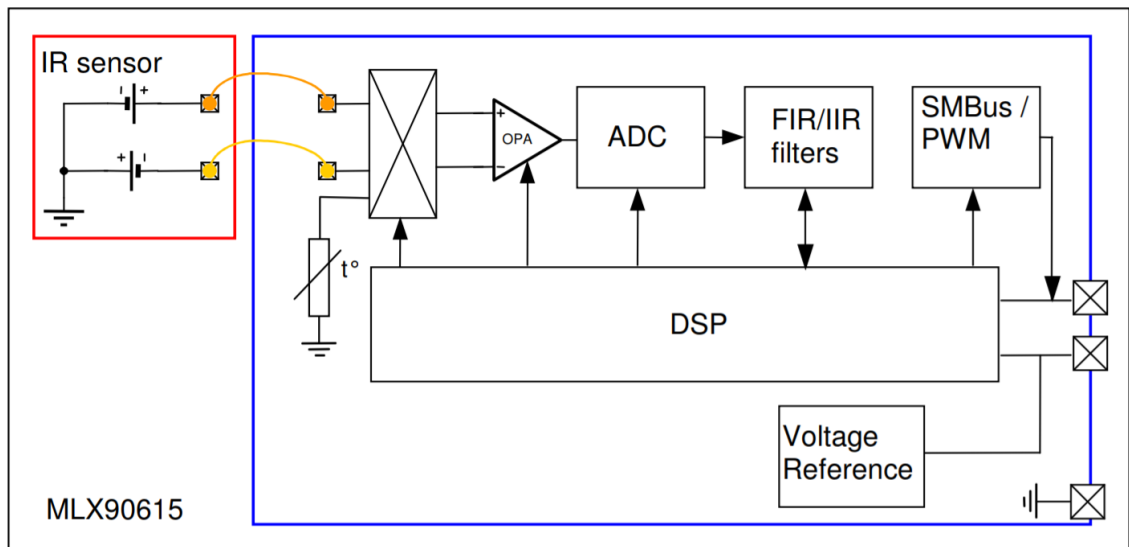 IR sensor
- +
+ -
+
OPA
-
ADC
FIR/IIR
filters
SMBus /
PWM
t°
DSP
Voltage
Reference
MLX90615